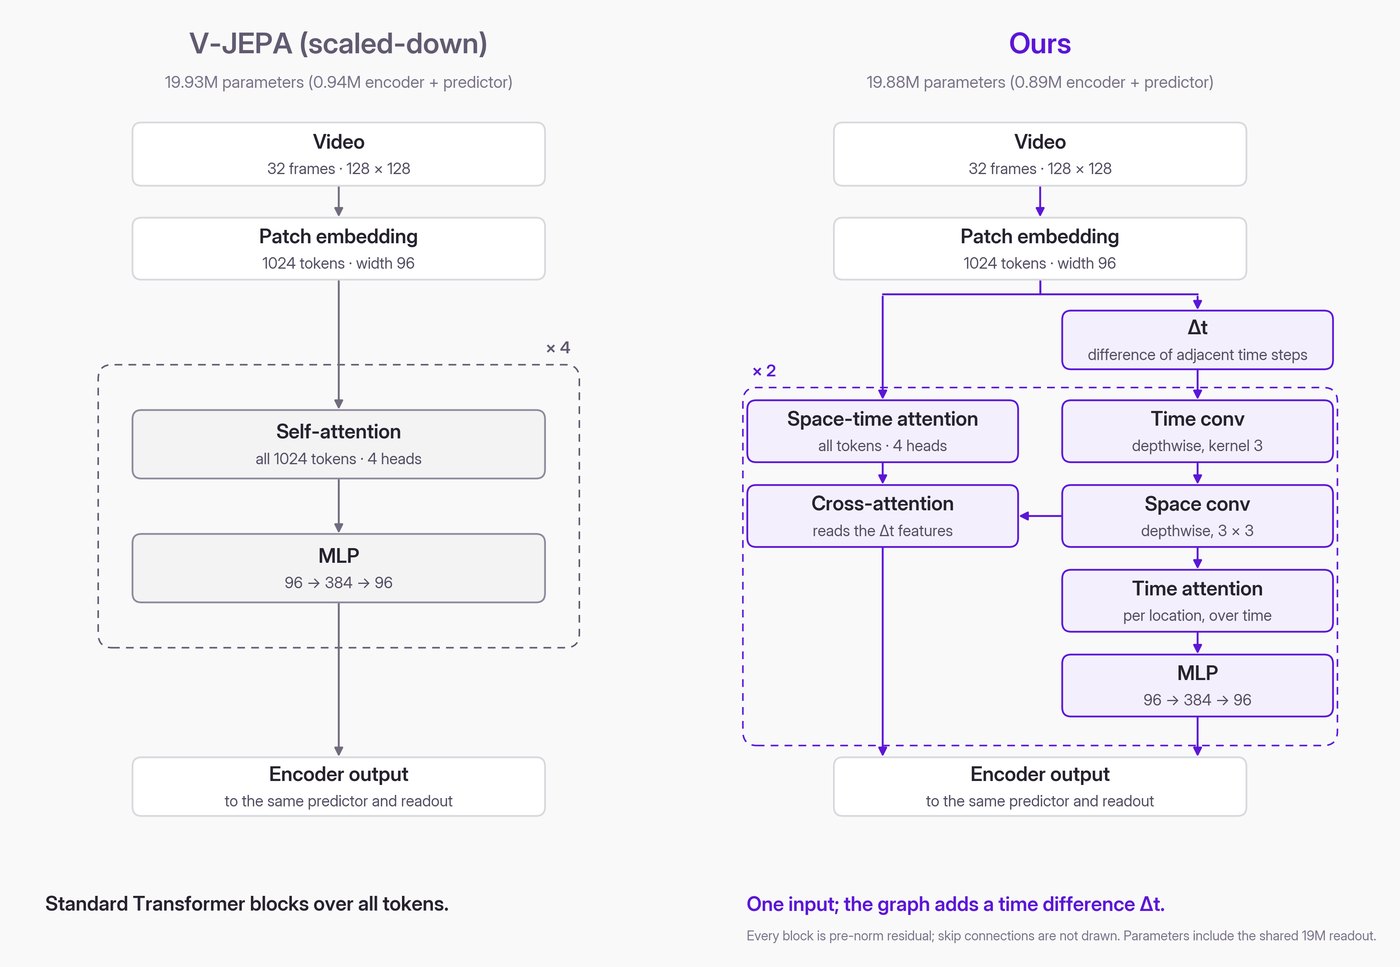 V-JEPA (scaled-down)
19.93M parameters (0.94M encoder + predictor)
Video
32 frames · 128 × 128
Patch embedding
1024 tokens · width 96
× 4
Self-attention
all 1024 tokens · 4 heads
MLP
96 → 384 → 96
Encoder output
to the same predictor and readout
Standard Transformer blocks over all tokens.
Ours
19.88M parameters (0.89M encoder + predictor)
Video
32 frames · 128 × 128
Patch embedding
1024 tokens · width 96
Δt
difference of adjacent time steps
× 2
Space-time attention
all tokens · 4 heads
Cross-attention
reads the Δt features
Time conv
depthwise, kernel 3
Space conv
depthwise, 3 × 3
Time attention
per location, over time
MLP
96 → 384 → 96
Encoder output
to the same predictor and readout
One input; the graph adds a time difference Δt.
Every block is pre-norm residual; skip connections are not drawn. Parameters include the shared 19M readout.